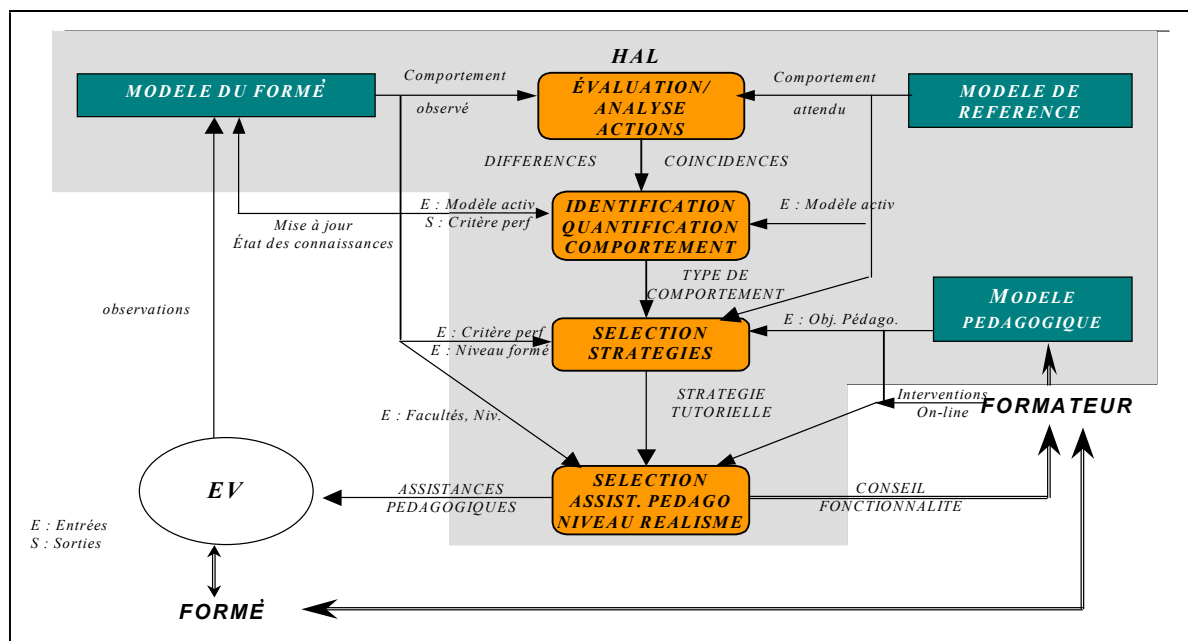 HAL
MODELE DU FORMÉ
Comportement
observé
ÉVALUATION/
ANALYSE
ACTIONS
Comportement
attendu
MODELE DE
REFERENCE
DIFFERENCES
COINCIDENCES
Mise à jour
État des connaissances
E : Modèle activ
S : Critère perf
IDENTIFICATION
QUANTIFICATION
COMPORTEMENT
E : Modèle activ
observations
TYPE DE
COMPORTEMENT
E : Critère perf
E : Niveau formé
SELECTION
STRATEGIES
E : Obj. Pédago.
MODELE
PEDAGOGIQUE
E : Facultés, Niv.
STRATEGIE
TUTORIELLE
Interventions
On-line
FORMATEUR
EV
ASSISTANCES
PEDAGOGIQUES
SELECTION
ASSIST. PEDAGO
NIVEAU REALISME
CONSEIL
FONCTIONNALITE
E : Entrées
S : Sorties
FORMÉ